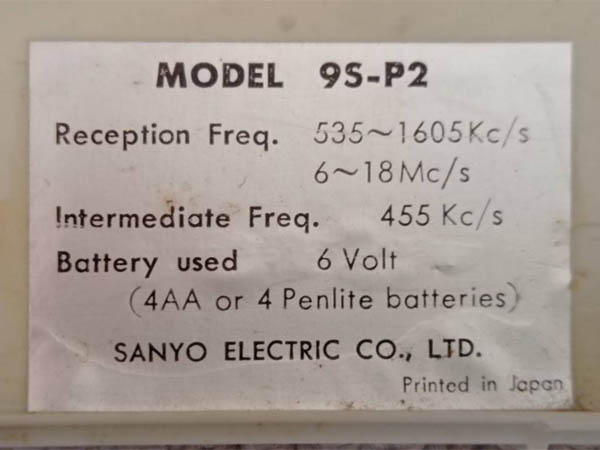 MODEL 9S-P2
Reception Freq. 535~1605Kc/s
6~18Mc/s
Intermediate Freq. 455 Kc/s
Battery used 6 Volt
(4AA or 4 Penlite batteries)
SANYO ELECTRIC CO., LTD.
Printed in Japan